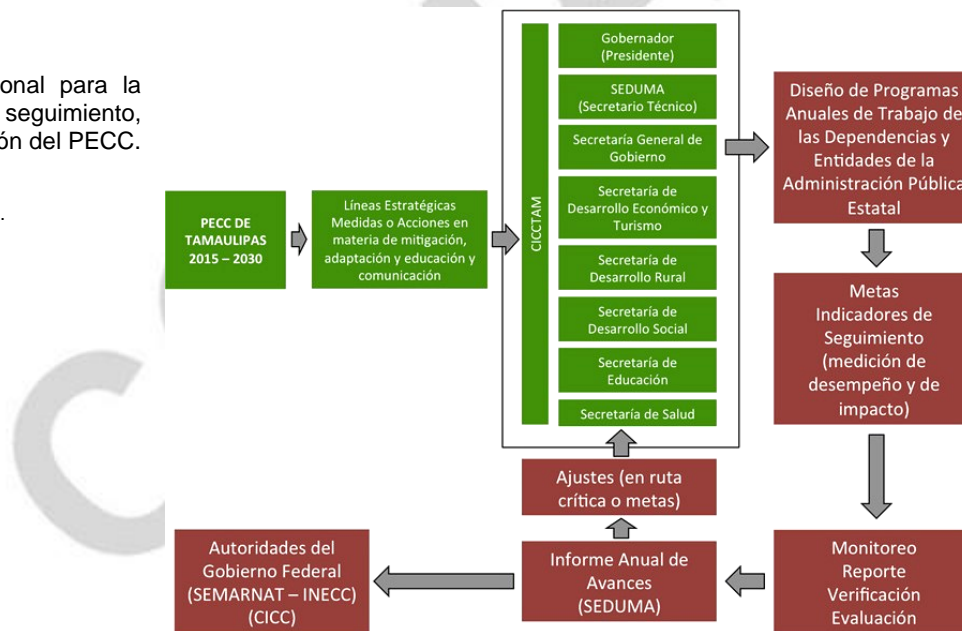 onal para la
seguimiento,
ón del PECC.
.
PECC DE
TAMAULIPAS
2015 – 2030
Líneas Estratégicas
Medidas o Acciones en
materia de mitigación,
adaptación y educación y
comunicación
CICCTAM
Gobernador
(Presidente)
SEDUMA
(Secretario Técnico)
Secretaría General de
Gobierno
Secretaría de
Desarrollo Económico y
Turismo
Secretaría de
Desarrollo Rural
Secretaría de
Desarrollo Social
Secretaría de
Educación
Secretaría de Salud
Diseño de Programas
Anuales de Trabajo de
las Dependencias y
Entidades de la
Administración Pública
Estatal
Metas
Indicadores de
Seguimiento
(medición de
desempeño y de
impacto)
Monitoreo
Reporte
Verificación
Evaluación
Informe Anual de
Avances
(SEDUMA)
Ajustes (en ruta
crítica o metas)
Autoridades del
Gobierno Federal
(SEMARNAT – INECC)
(CICC)